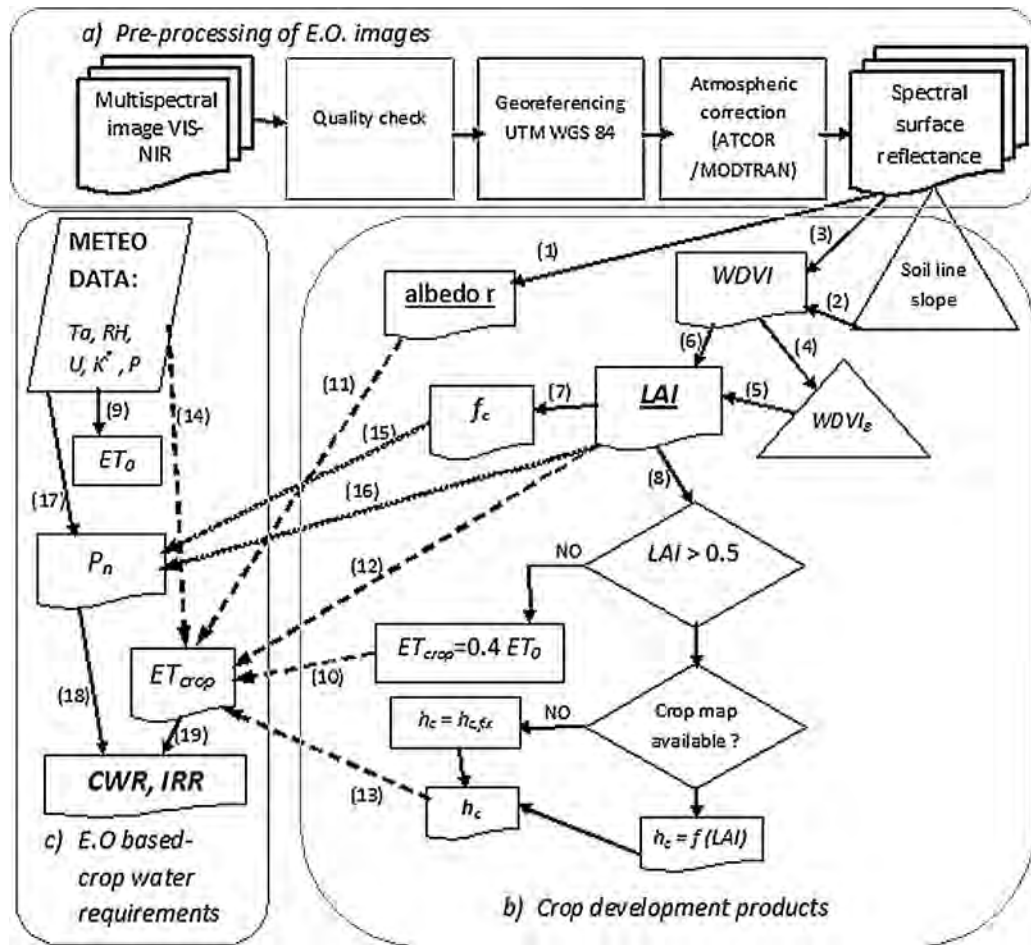 a) Pre-processing of E.O. images
Multispectral
image VIS-
NIR
Quality check
Georeferencing
UTM WGS 84
Atmospheric
correction
(ATCOR
/MODTRAN)
Spectral
surface
reflectance
METEO
DATA:
Ta, RH,
U, K
, P
(1)
(3)
albedo r
WDVI
(2)
Soil line
slope
(6)
(4)
(11)
(9)
(14)
(7)
LAI
(5)
fc
WDVI
ET0
(15)
(8)
(17)
(16)
Pn
(12)
NO
LAI > 0.5
ETcrop=0.4 ET0
ETcrop
(10)
(18)
(19)
hc = hc,fix
NO
Crop map
available ?
CWR, IRR
(13)
hc
hc = f (LAI)
c) E.O based-
crop water
requirements
b) Crop development products